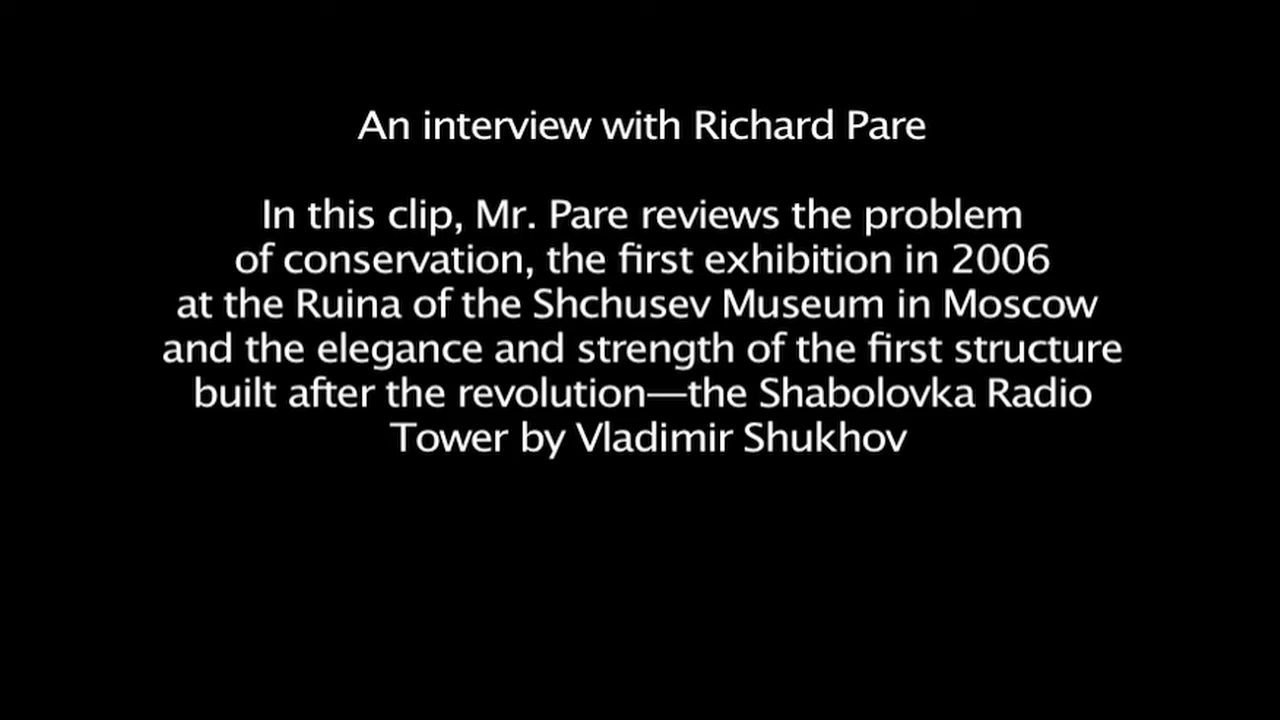 An interview with Richard Pare
In this clip, Mr. Pare reviews the problem
of conservation, the first exhibition in 2006
at the Ruina of the Shchusev Museum in Moscow
and the elegance and strength of the first structure
built after the revolution—the Shabolovka Radio
Tower by Vladimir Shukhov